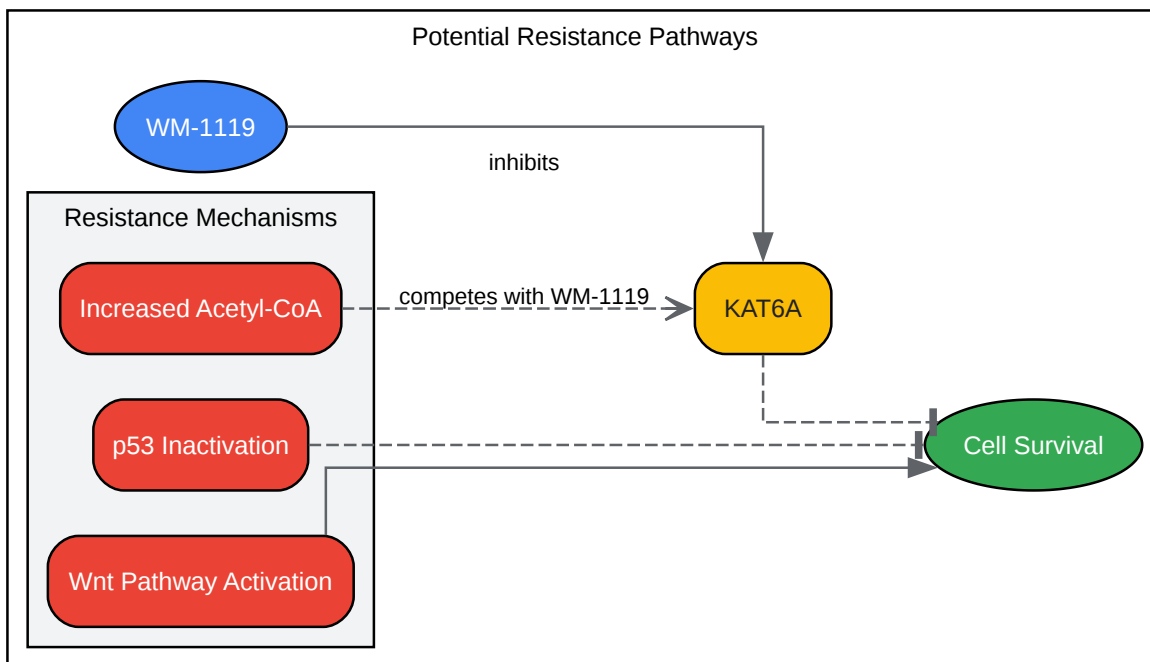 Potential Resistance Pathways
WM-1119
inhibits
Resistance Mechanisms
Increased Acetyl-CoA
competes with WM-1119
KAT6A
p53 Inactivation
Cell Survival
Wnt Pathway Activation